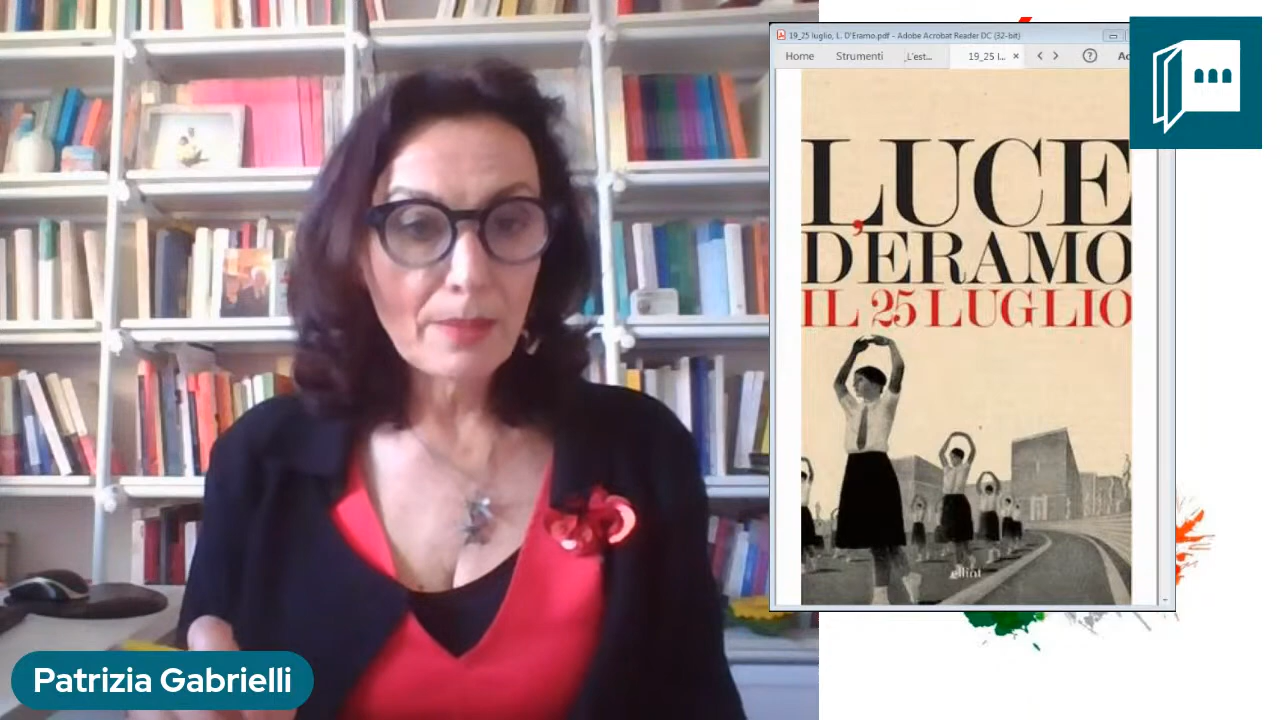 19_25 luglio, L. D'Eramo.pdf - Adobe Acrobat Reader DC (32-bit)
Home Strumenti L'est... 19_25 l... × ? Ac
LUCE
D'ERAMO
IL 25 LUGLIO
elliot
Patrizia Gabrielli